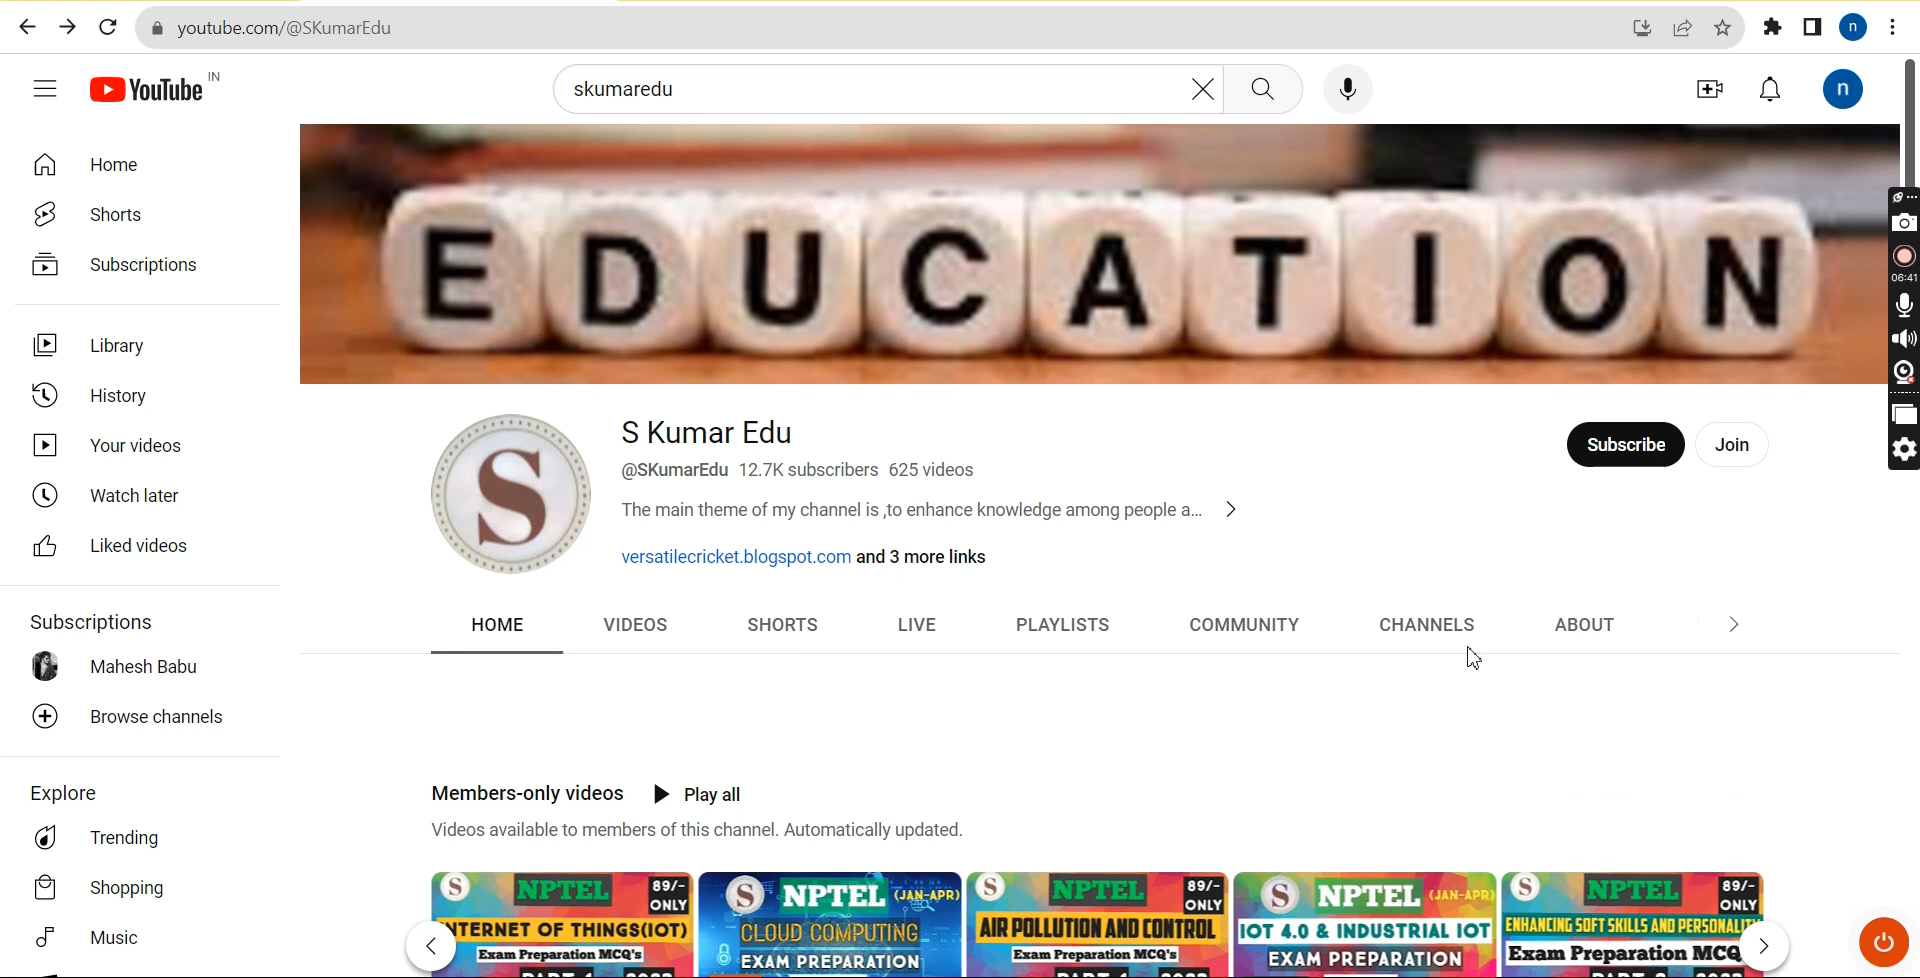 youtube.com/@SKumarEdu
n
YouTube IN
skumaredu
n
Home
Shorts
Subscriptions
Library
History
Your videos
Watch later
Liked videos
Subscriptions
Mahesh Babu
Browse channels
Explore
Trending
Shopping
Music
EDUCATION
06:41
S
S Kumar Edu
@SKumarEdu 12.7K subscribers 625 videos
The main theme of my channel is ,to enhance knowledge among people a...
versatilecricket.blogspot.com and 3 more links
Subscribe Join
HOME VIDEOS SHORTS LIVE PLAYLISTS COMMUNITY CHANNELS ABOUT
Members-only videos Play all
Videos available to members of this channel. Automatically updated.
S NPTEL 89/- ONLY
NTERNET OF THINGS(IOT)
Exam Preparation MCQ's
S NPTEL (JAN-APR)
CLOUD COMPUTING
EXAM PREPARATION
S NPTEL 89/- ONLY
AIR POLLUTION AND CONTROL
Exam Preparation MCQ's
S NPTEL (JAN-APR)
IOT 4.0 & INDUSTRIAL IOT
EXAM PREPARATION
S NPTEL 89/- ONLY
ENHANCING SOFT SKILLS AND
Exam Preparation